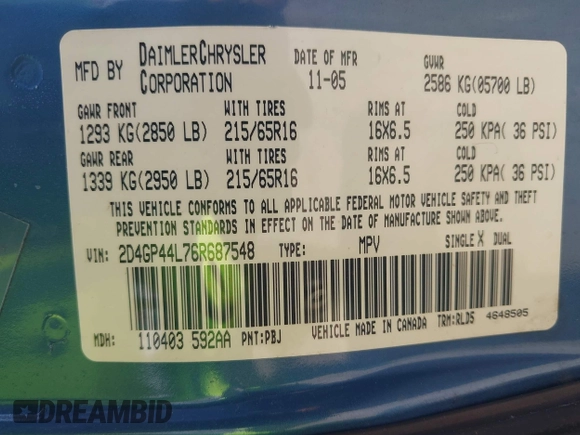 MFD BY DAIMLERCHRYSLER CORPORATION DATE OF MFR 11-05 GVWR 2586 KG(05700 LB)
GAWR FRONT WITH TIRES RIMS AT COLD
1293 KG(2850 LB) 215/65R16 16X6.5 250 KPA( 36 PSI)
GAWR REAR WITH TIRES RIMS AT COLD
1339 KG(2950 LB) 215/65R16 16X6.5 250 KPA( 36 PSI)
THIS VEHICLE CONFORMS TO ALL APPLICABLE FEDERAL MOTOR VEHICLE SAFETY AND THEFT
PREVENTION STANDARDS IN EFFECT ON THE DATE OF MANUFACTURE SHOWN ABOVE.
VIN: 2D4GP44L76R687548 TYPE: MPV SINGLE X DUAL
MDH: 110403 592AA PNT:PBJ VEHICLE MADE IN CANADA TRM:RLD5 4648505
DREAMBID